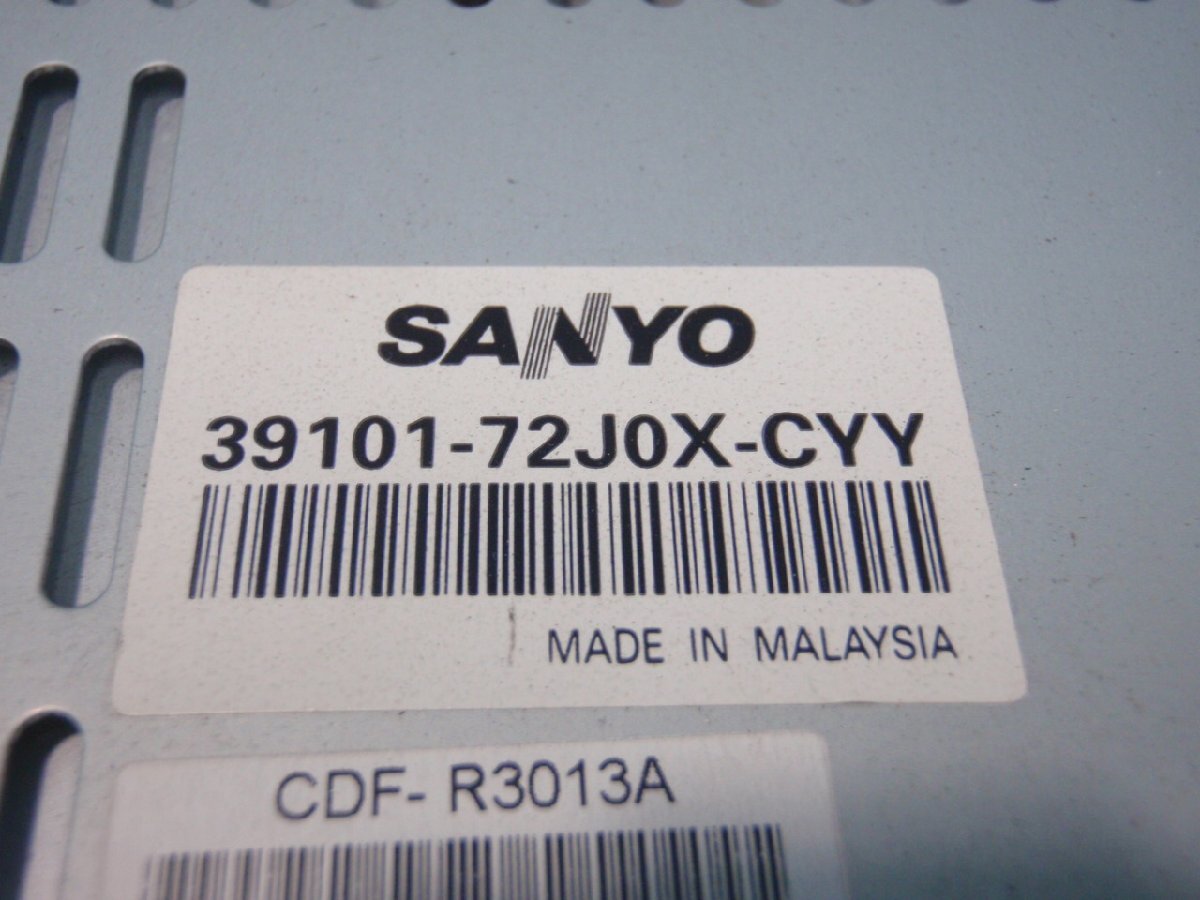 SANYO
39101-72J0X-CYY
MADE IN MALAYSIA
CDF- R3013A